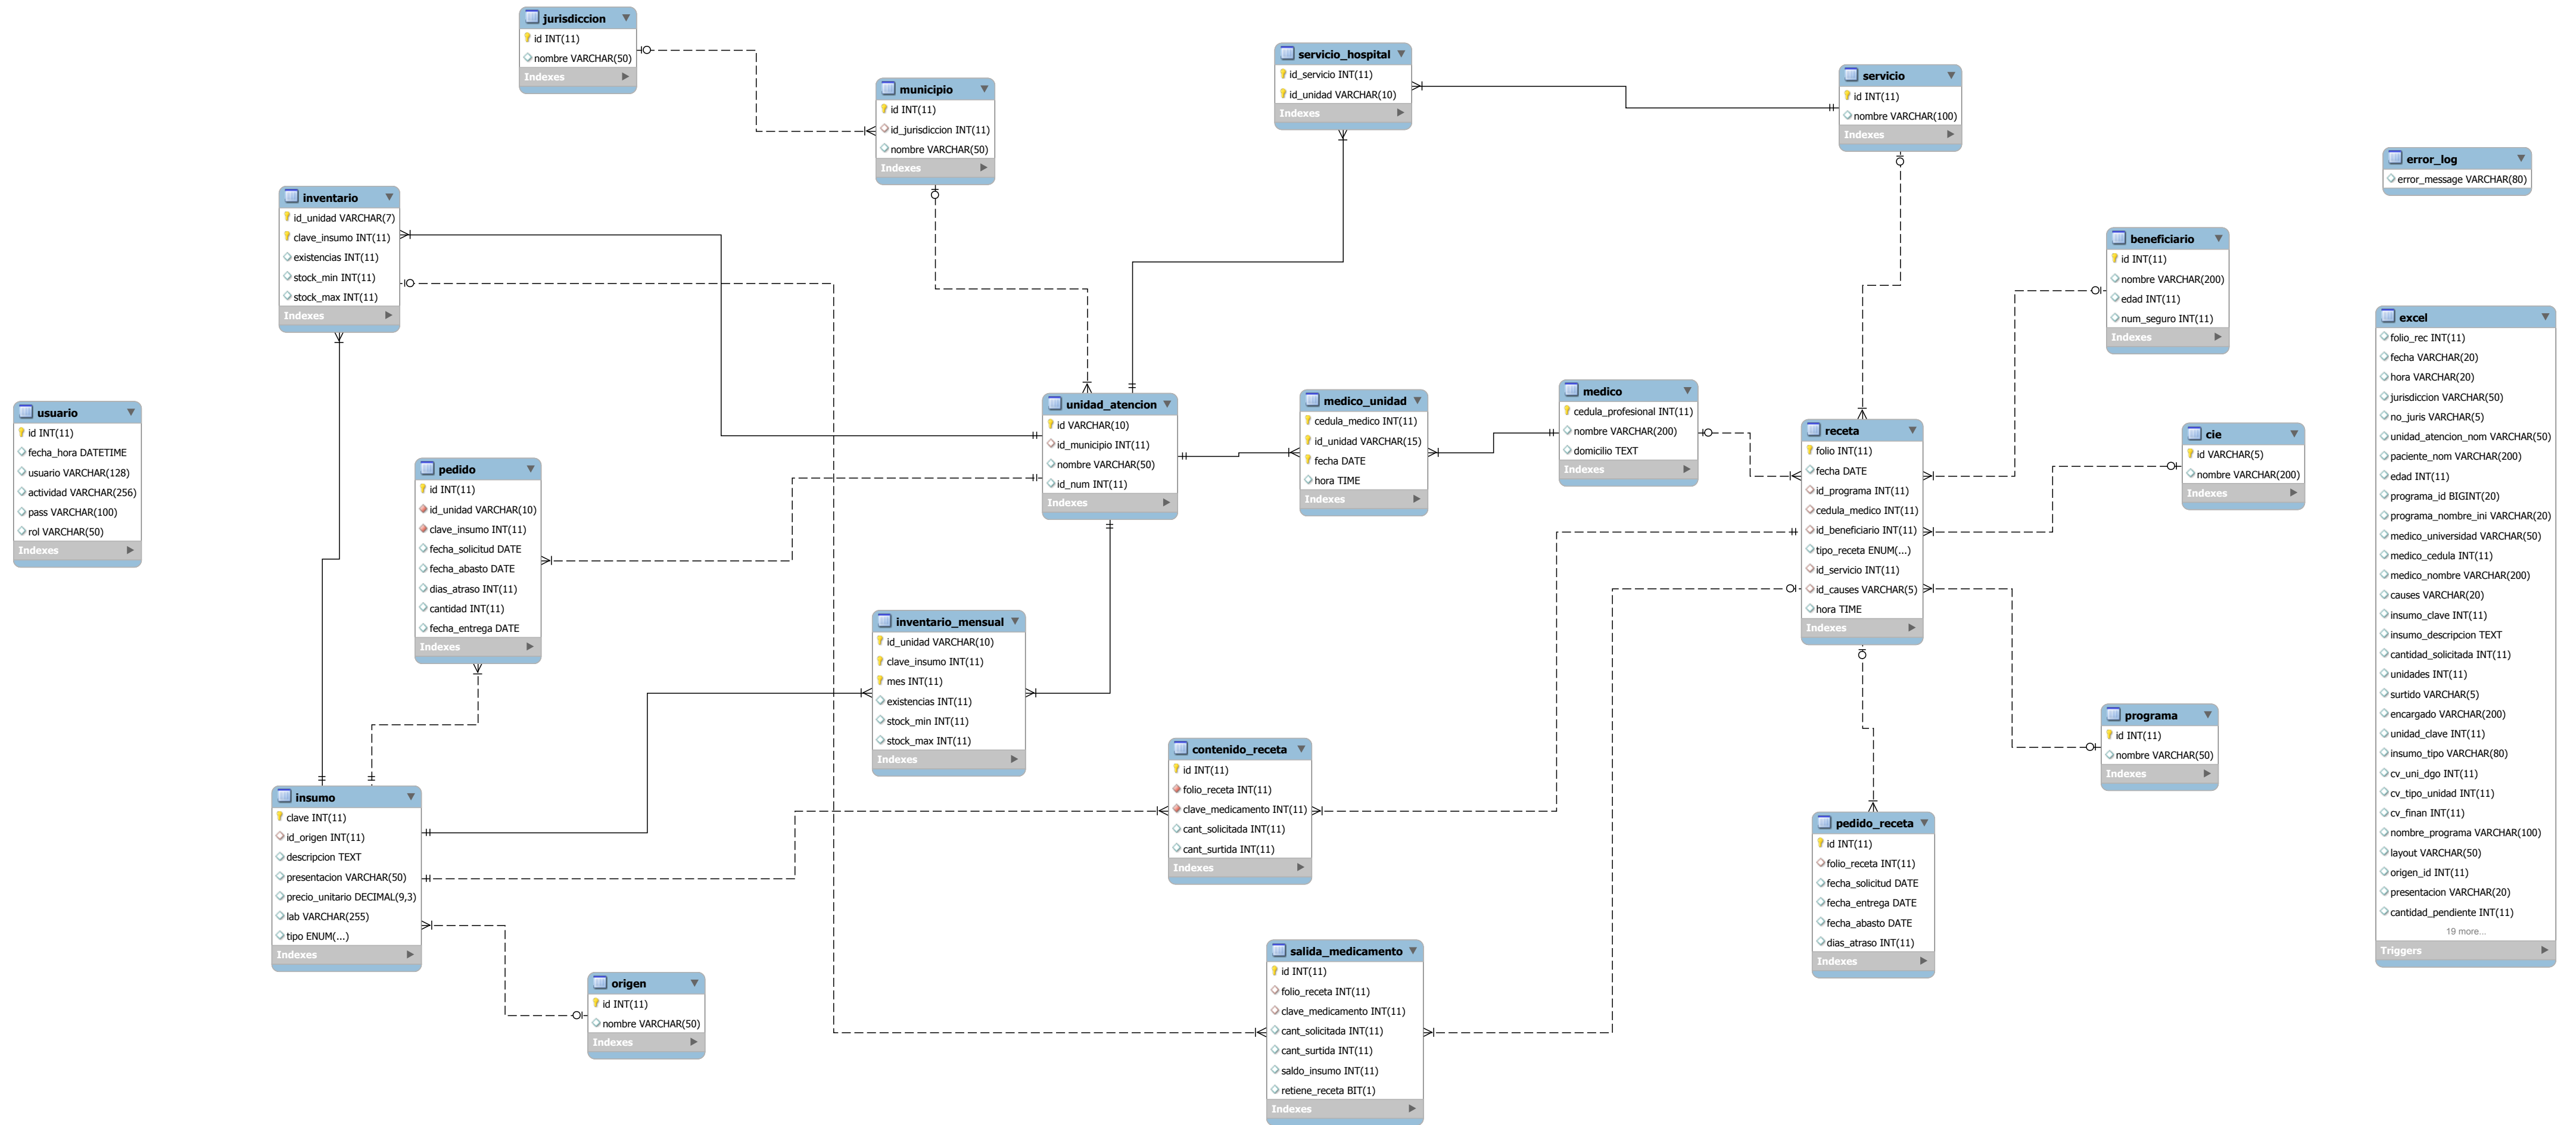 jurisdiccion
id INT(11)
nombre VARCHAR(50)
Indexes
municipio
id INT(11)
id_jurisdiccion INT(11)
nombre VARCHAR(50)
Indexes
servicio_hospital
id_servicio INT(11)
id_unidad VARCHAR(10)
Indexes
servicio
id INT(11)
nombre VARCHAR(100)
Indexes
error_log
error_message VARCHAR(80)
inventario
id_unidad VARCHAR(7)
clave_insumo INT(11)
existencias INT(11)
stock_min INT(11)
stock_max INT(11)
Indexes
beneficiario
id INT(11)
nombre VARCHAR(200)
edad INT(11)
num_seguro INT(11)
Indexes
excel
folio_rec INT(11)
fecha VARCHAR(20)
hora VARCHAR(20)
jurisdiccion VARCHAR(50)
no_juris VARCHAR(5)
unidad_atencion_nom VARCHAR(50)
paciente_nom VARCHAR(200)
edad INT(11)
programa_id BIGINT(20)
programa_nombre_ini VARCHAR(20)
medico_universidad VARCHAR(50)
medico_cedula INT(11)
medico_nombre VARCHAR(200)
causes VARCHAR(20)
insumo_clave INT(11)
insumo_descripcion TEXT
cantidad_solicitada INT(11)
unidades INT(11)
surtido VARCHAR(5)
encargado VARCHAR(200)
unidad_clave INT(11)
insumo_tipo VARCHAR(80)
cv_uni_dgo INT(11)
cv_tipo_unidad INT(11)
cv_finan INT(11)
nombre_programa VARCHAR(100)
layout VARCHAR(50)
origen_id INT(11)
presentacion VARCHAR(20)
cantidad_pendiente INT(11)
19 more...
Triggers
usuario
id INT(11)
fecha_hora DATETIME
usuario VARCHAR(128)
actividad VARCHAR(256)
pass VARCHAR(100)
rol VARCHAR(50)
Indexes
pedido
id INT(11)
id_unidad VARCHAR(10)
clave_insumo INT(11)
fecha_solicitud DATE
fecha_abasto DATE
dias_atraso INT(11)
cantidad INT(11)
fecha_entrega DATE
Indexes
unidad_atencion
id VARCHAR(10)
id_municipio INT(11)
nombre VARCHAR(50)
id_num INT(11)
Indexes
medico_unidad
cedula_medico INT(11)
id_unidad VARCHAR(15)
fecha DATE
hora TIME
Indexes
medico
cedula_profesional INT(11)
nombre VARCHAR(200)
domicilio TEXT
Indexes
receta
folio INT(11)
fecha DATE
id_programa INT(11)
cedula_medico INT(11)
id_beneficiario INT(11)
tipo_receta ENUM(...)
id_servicio INT(11)
id_causes VARCHAR(5)
hora TIME
Indexes
cie
id VARCHAR(5)
nombre VARCHAR(200)
Indexes
inventario_mensual
id_unidad VARCHAR(10)
clave_insumo INT(11)
mes INT(11)
existencias INT(11)
stock_min INT(11)
stock_max INT(11)
Indexes
programa
id INT(11)
nombre VARCHAR(50)
Indexes
contenido_receta
id INT(11)
folio_receta INT(11)
clave_medicamento INT(11)
cant_solicitada INT(11)
cant_surtida INT(11)
Indexes
insumo
clave INT(11)
id_origen INT(11)
descripcion TEXT
presentacion VARCHAR(50)
precio_unitario DECIMAL(9,3)
lab VARCHAR(255)
tipo ENUM(...)
Indexes
pedido_receta
id INT(11)
folio_receta INT(11)
fecha_solicitud DATE
fecha_entrega DATE
fecha_abasto DATE
dias_atraso INT(11)
Indexes
origen
id INT(11)
nombre VARCHAR(50)
Indexes
salida_medicamento
id INT(11)
folio_receta INT(11)
clave_medicamento INT(11)
cant_solicitada INT(11)
cant_surtida INT(11)
saldo_insumo INT(11)
retiene_receta BIT(1)
Indexes